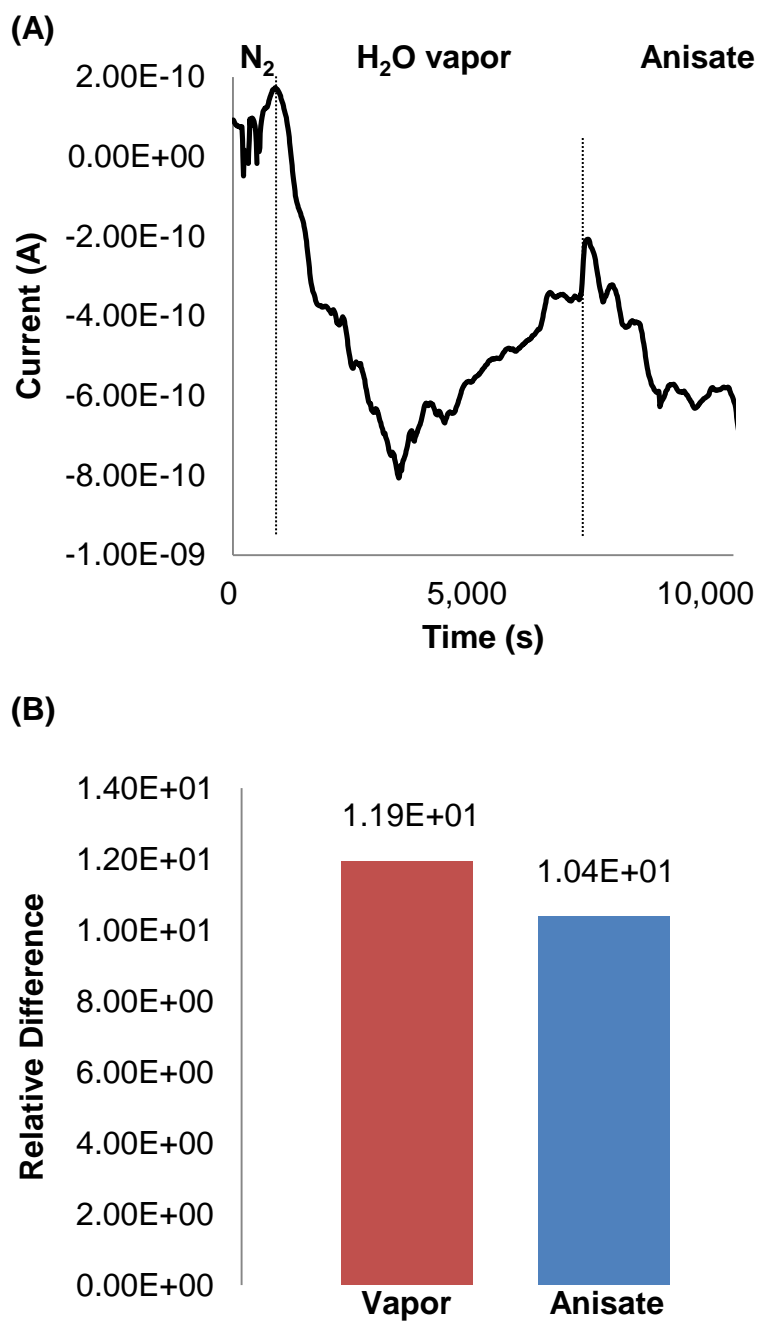 (A)
N₂ H₂O vapor Anisate
2.00E-10
0.00E+00
-2.00E-10
-4.00E-10
-6.00E-10
-8.00E-10
-1.00E-09
Current (A)
0 5,000 10,000
Time (s)
(B)
1.40E+01
1.20E+01
1.00E+01
8.00E+00
6.00E+00
4.00E+00
2.00E+00
0.00E+00
Relative Difference
1.19E+01
1.04E+01
Vapor Anisate